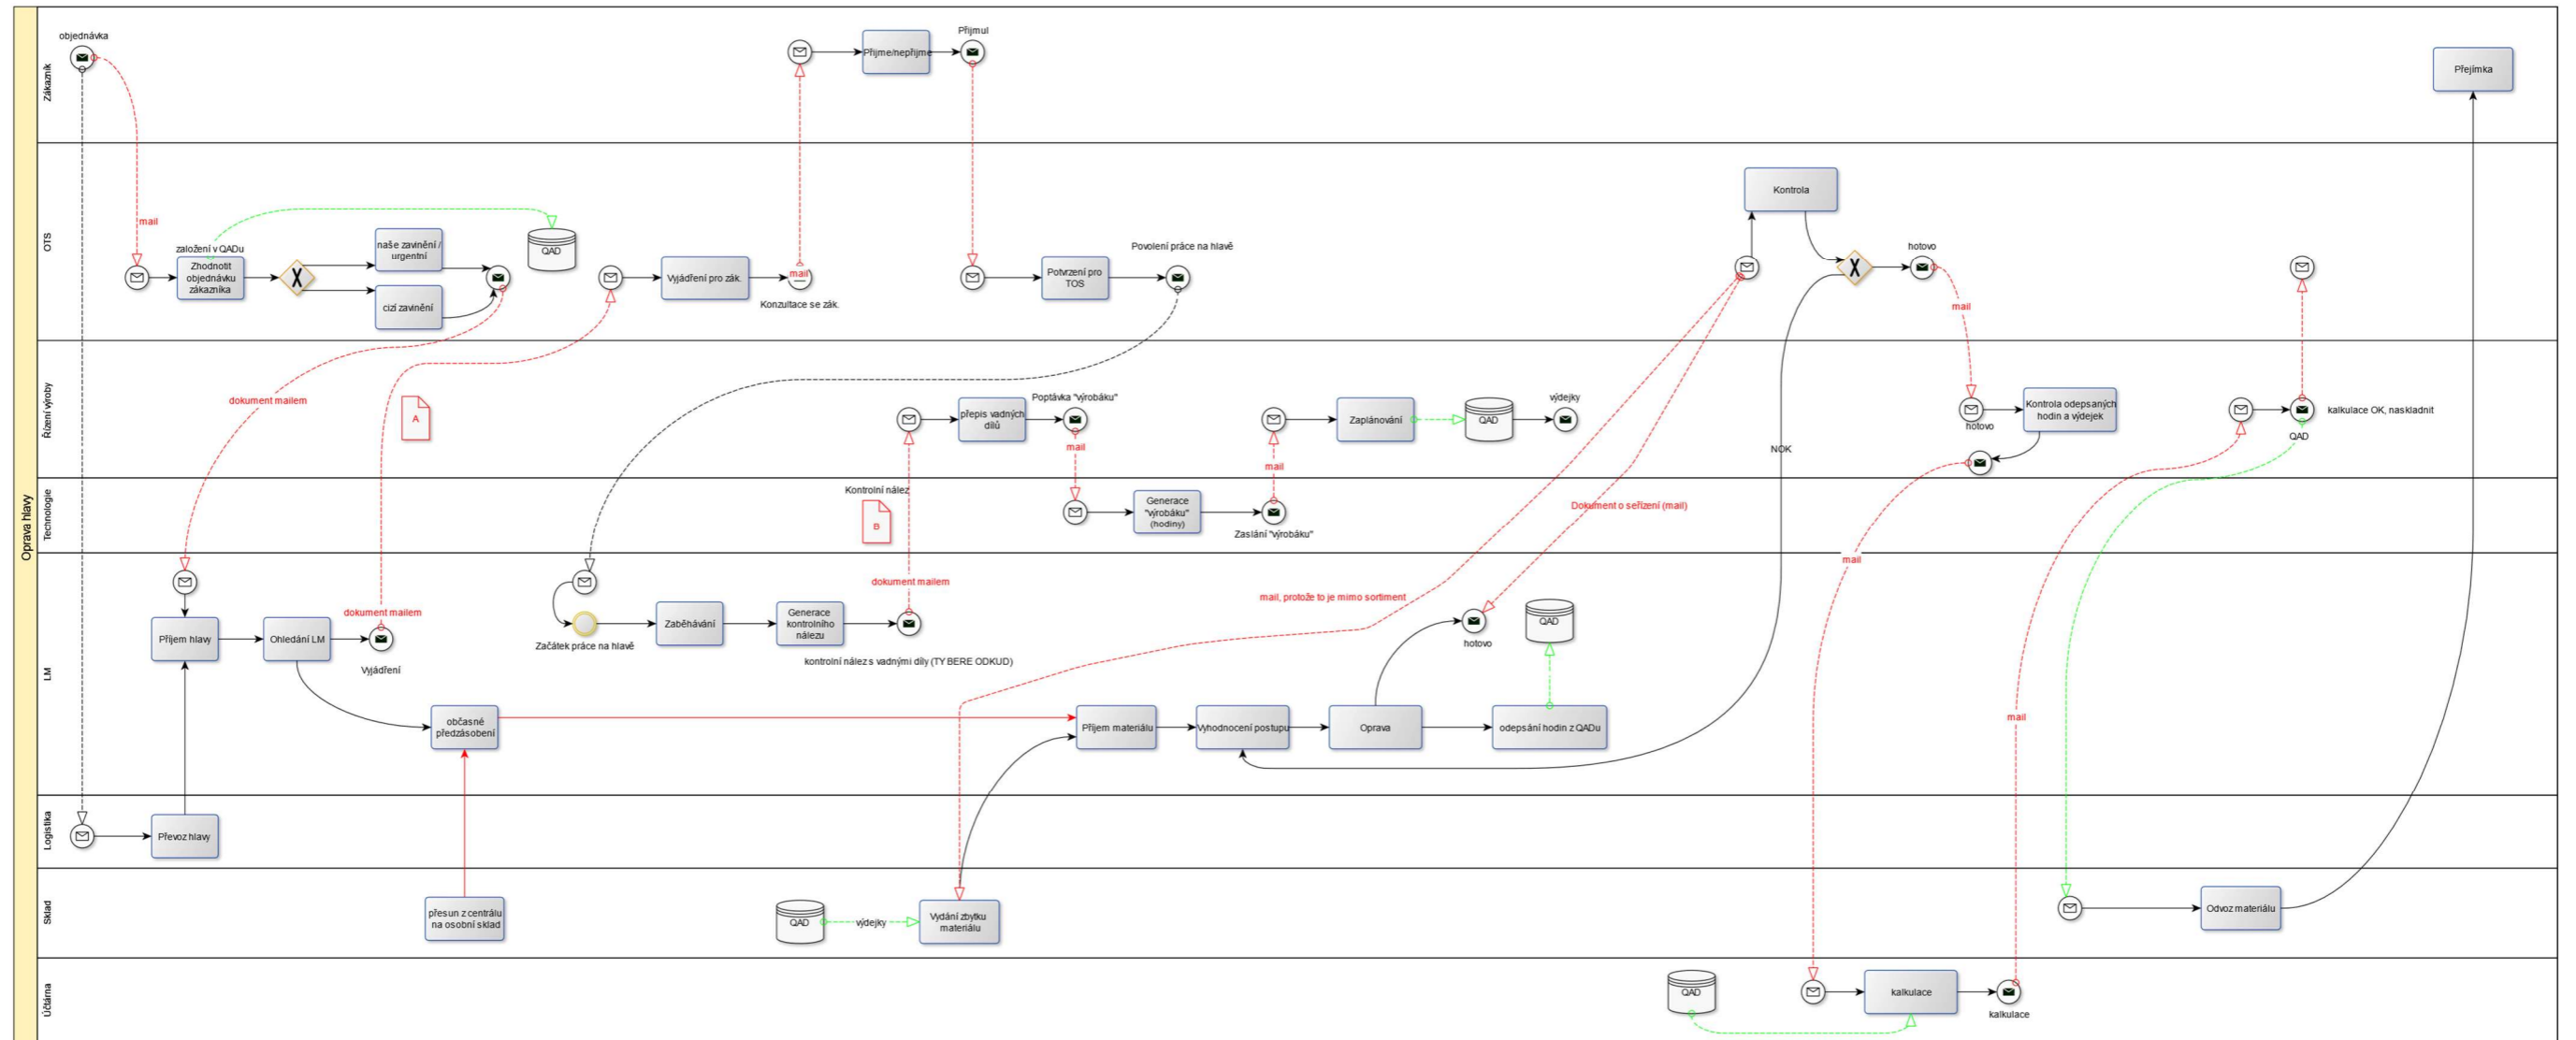 Oprava hlavy
Zákazník
objednávka
Přijme/nepřijme
Přijmul
Přejímka
OTS
mail
založení v QADu
Zhodnotit
objednávku
zákazníka
naše zavinění /
urgentní
cizí zavinění
QAD
Vyjádření pro zák.
mail
Konzultace se zák.
Potvrzení pro
TOS
Povolení práce na hlavě
Kontrola
hotovo
mail
Řízení výroby
dokument mailem
A
přepis vadných
dílů
Poptávka "výrobáku"
mail
Zaplánování
QAD
výdejky
mail
NOK
hotovo
Kontrola odepsaných
hodin a výdejek
kalkulace OK, naskladnit
QAD
Technologie
Kontrolní nález
B
Generace
"výrobáku"
(hodiny)
Zaslání "výrobáku"
Dokument o seřízení (mail)
mail
LM
Příjem hlavy
Ohledání LM
dokument mailem
Vyjádření
občasné
předzásobení
Začátek práce na hlavě
Zaběhávání
Generace
kontrolního
nálezu
dokument mailem
kontrolní nález s vadnými díly (TY BERE ODKUD)
mail, protože to je mimo sortiment
hotovo
QAD
Příjem materiálu
Vyhodnocení postupu
Oprava
odepsání hodin z QADu
mail
Logistika
Převoz hlavy
Sklad
přesun z centrálu
na osobní sklad
QAD
výdejky
Vydání zbytku
materiálu
Odvoz materiálu
Účtárna
QAD
kalkulace
kalkulace